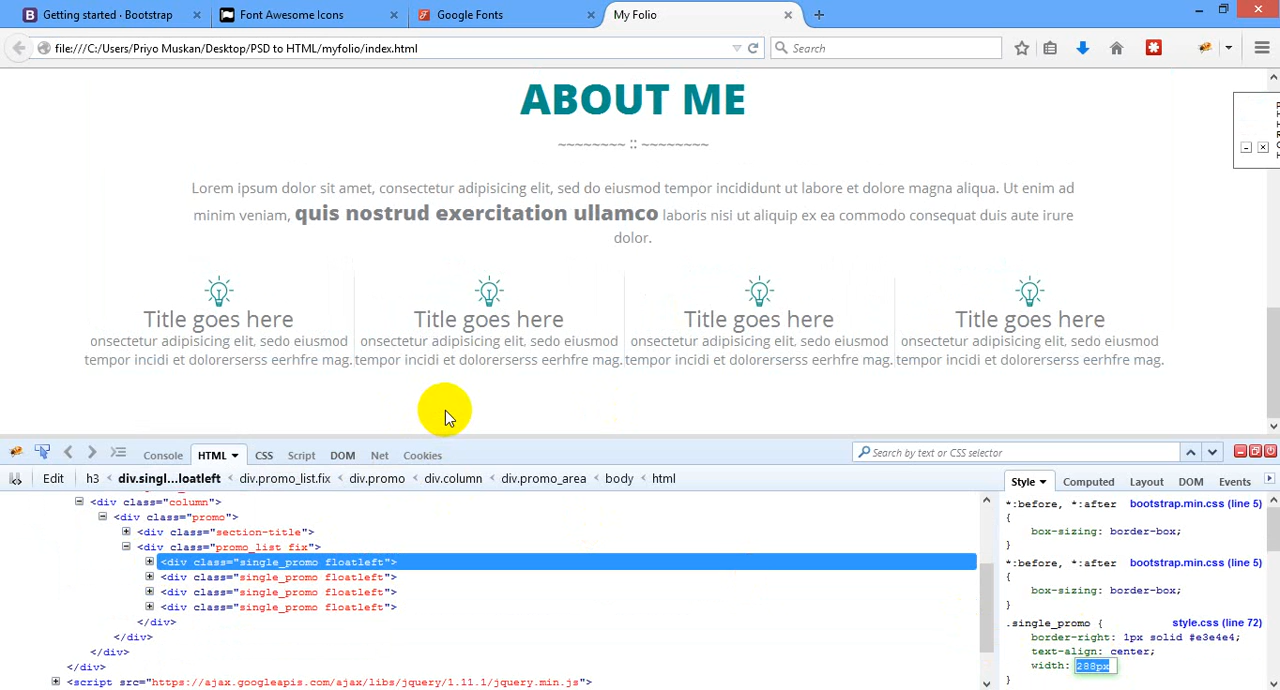 Getting started · Bootstrap × Font Awesome Icons × Google Fonts × My Folio × +
file:///C:/Users/Priyo Muskan/Desktop/PSD to HTML/myfolio/index.html Search
ABOUT ME
~~~~~~~~ :: ~~~~~~~~
Lorem ipsum dolor sit amet, consectetur adipisicing elit, sed do eiusmod tempor incididunt ut labore et dolore magna aliqua. Ut enim ad
minim veniam, quis nostrud exercitation ullamco laboris nisi ut aliquip ex ea commodo consequat duis aute irure
dolor.
Title goes here Title goes here Title goes here Title goes here
onsectetur adipisicing elit, sedo eiusmod onsectetur adipisicing elit, sedo eiusmod onsectetur adipisicing elit, sedo eiusmod onsectetur adipisicing elit, sedo eiusmod
tempor incidi et dolorerserss eerhfre mag. tempor incidi et dolorerserss eerhfre mag. tempor incidi et dolorerserss eerhfre mag. tempor incidi et dolorerserss eerhfre mag.
Console HTML CSS Script DOM Net Cookies Search by text or CSS selector
Edit h3 < div.singl...loatleft < div.promo_list.fix < div.promo < div.column < div.promo_area < body < html
Style Computed Layout DOM Events
<div class="column">
<div class="promo">
<div class="section-title">
<div class="promo_list fix">
<div class="single_promo floatleft">
<div class="single_promo floatleft">
<div class="single_promo floatleft">
<div class="single_promo floatleft">
</div>
</div>
</div>
</div>
<script src="https://ajax.googleapis.com/ajax/libs/jquery/1.11.1/jquery.min.js">
*:before, *:after bootstrap.min.css (line 5)
{
box-sizing: border-box;
}
*:before, *:after bootstrap.min.css (line 5)
{
box-sizing: border-box;
}
.single_promo { style.css (line 72)
border-right: 1px solid #e3e4e4;
text-align: center;
width: 288px
}